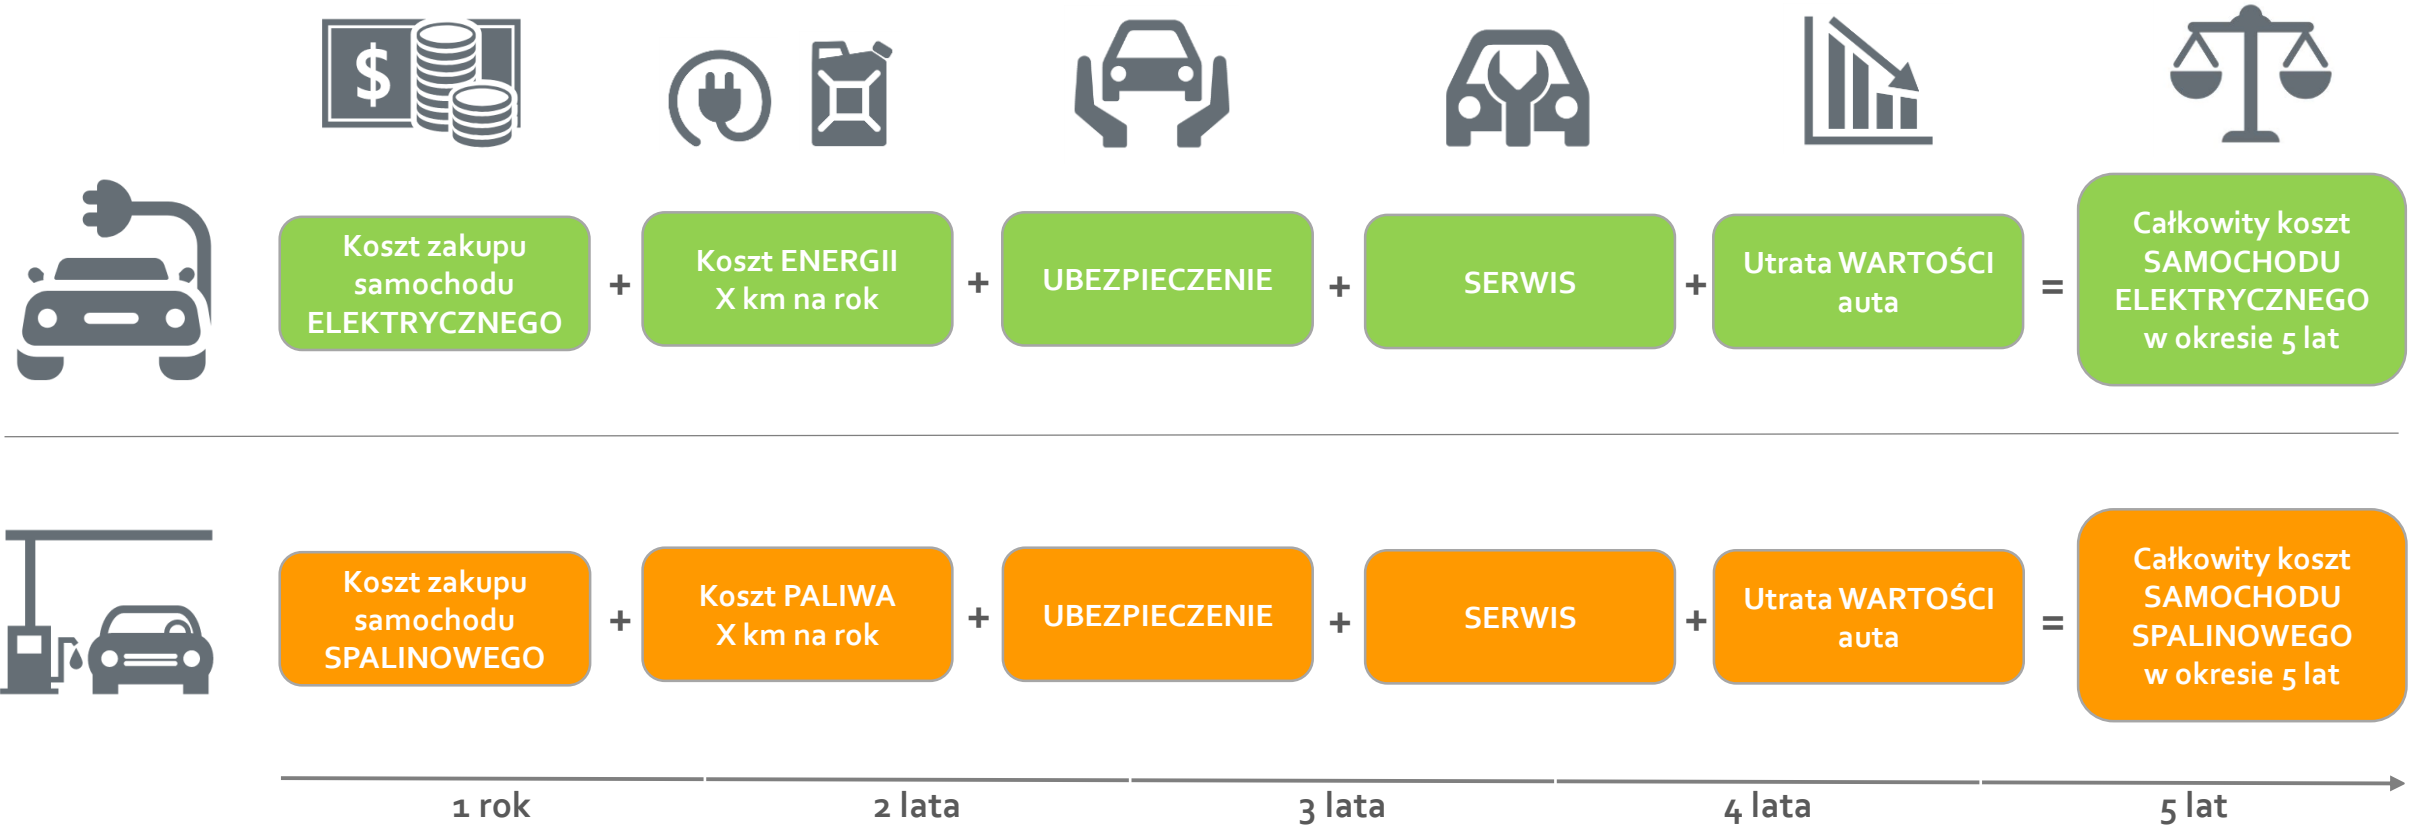 $
Koszt zakupu
samochodu
ELEKTRYCZNEGO
+
Koszt ENERGII
X km na rok
+
UBEZPIECZENIE
+
SERWIS
+
Utrata WARTOŚCI
auta
=
Całkowity koszt
SAMOCHODU
ELEKTRYCZNEGO
w okresie 5 lat
Koszt zakupu
samochodu
SPALINOWEGO
+
Koszt PALIWA
X km na rok
+
UBEZPIECZENIE
+
SERWIS
+
Utrata WARTOŚCI
auta
=
Całkowity koszt
SAMOCHODU
SPALINOWEGO
w okresie 5 lat
1 rok
2 lata
3 lata
4 lata
5 lat